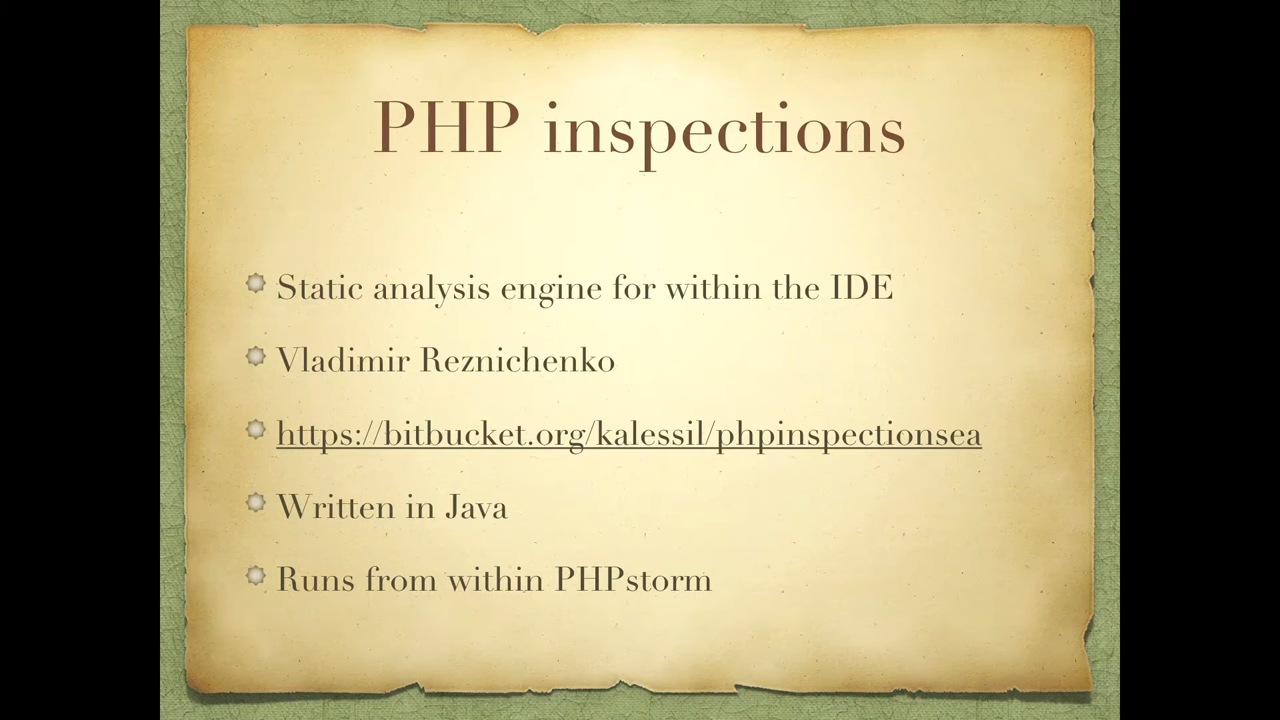 PHP inspections
Static analysis engine for within the IDE
Vladimir Reznichenko
https://bitbucket.org/kalessil/phpinspectionsea
Written in Java
Runs from within PHPstorm